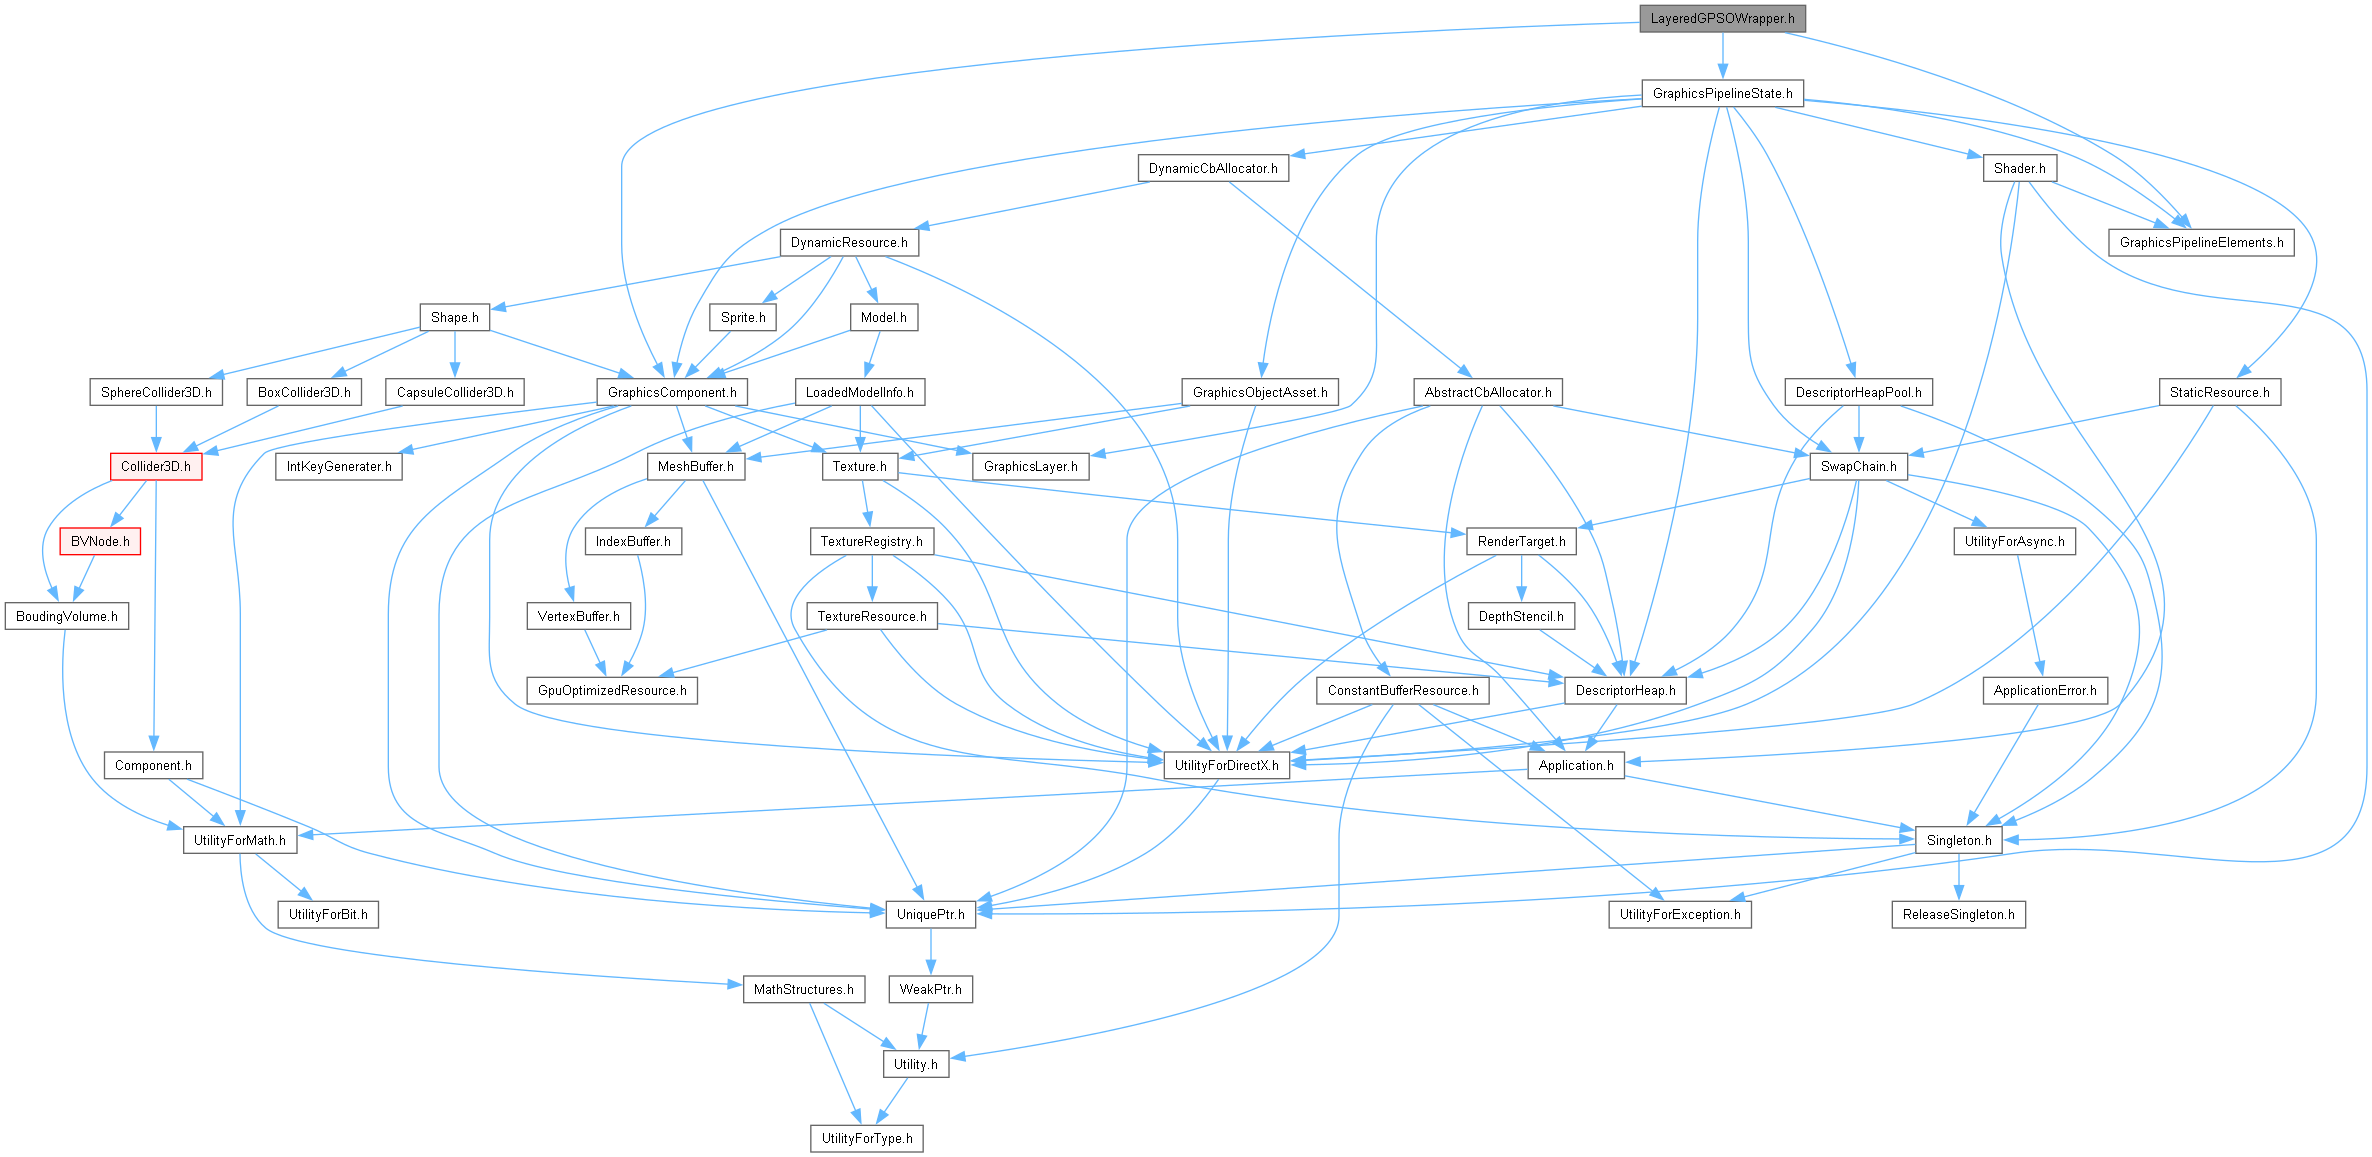 LayeredGPSOWrapper.h
GraphicsPipelineState.h
DynamicCbAllocator.h
Shader.h
DynamicResource.h
GraphicsPipelineElements.h
Shape.h
Sprite.h
Model.h
SphereCollider3D.h
BoxCollider3D.h
CapsuleCollider3D.h
GraphicsComponent.h
LoadedModelInfo.h
GraphicsObjectAsset.h
AbstractCbAllocator.h
DescriptorHeapPool.h
StaticResource.h
Collider3D.h
IntKeyGenerater.h
MeshBuffer.h
Texture.h
GraphicsLayer.h
SwapChain.h
BVNode.h
IndexBuffer.h
TextureRegistry.h
RenderTarget.h
UtilityForAsync.h
BoudingVolume.h
VertexBuffer.h
TextureResource.h
DepthStencil.h
GpuOptimizedResource.h
ConstantBufferResource.h
DescriptorHeap.h
ApplicationError.h
Component.h
UtilityForDirectX.h
Application.h
UtilityForMath.h
Singleton.h
UtilityForBit.h
UniquePtr.h
UtilityForException.h
ReleaseSingleton.h
MathStructures.h
WeakPtr.h
Utility.h
UtilityForType.h